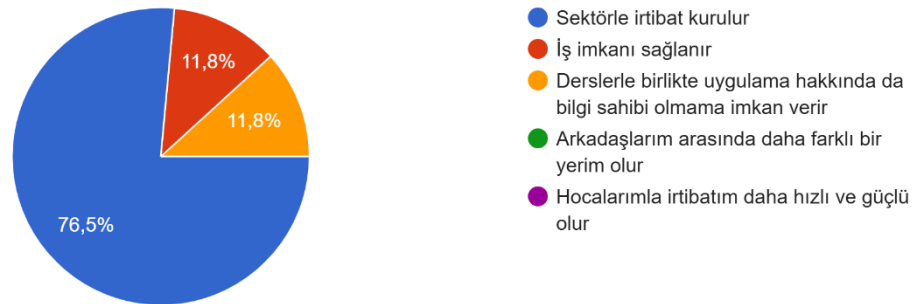 11,8%
11,8%
76,5%
Sektörle irtibat kurulur
İş imkanı sağlanır
Derslerle birlikte uygulama hakkında da
bilgi sahibi olmama imkan verir
Arkadaşlarım arasında daha farklı bir
yerim olur
Hocalarımla irtibatım daha hızlı ve güçlü
olur